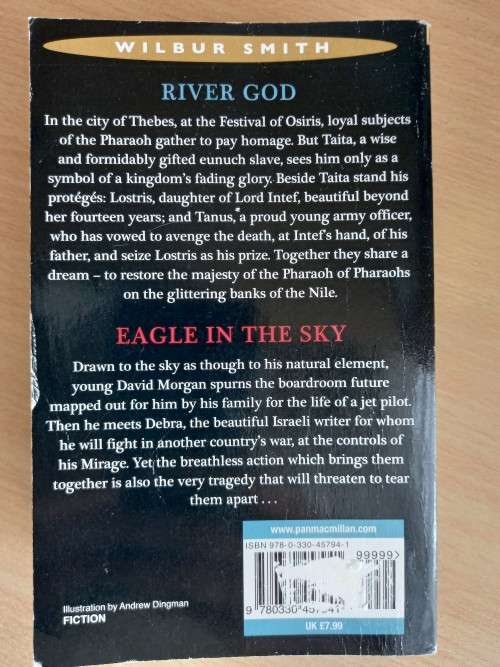 WILBUR SMITH
RIVER GOD
In the city of Thebes, at the Festival of Osiris, loyal subjects
of the Pharaoh gather to pay homage. But Taita, a wise
and formidably gifted eunuch slave, sees him only as a
symbol of a kingdom's fading glory. Beside Taita stand his
protégés: Lostris, daughter of Lord Intef, beautiful beyond
her fourteen years; and Tanus, a proud young army officer,
who has vowed to avenge the death, at Intef's hand, of his
father, and seize Lostris as his prize. Together they share a
dream – to restore the majesty of the Pharaoh of Pharaohs
on the glittering banks of the Nile.
EAGLE IN THE SKY
Drawn to the sky as though to his natural element,
young David Morgan spurns the boardroom future
mapped out for him by his family for the life of a jet pilot.
Then he meets Debra, the beautiful Israeli writer for whom
he will fight in another country's war, at the controls of
his Mirage. Yet the breathless action which brings them
together is also the very tragedy that will threaten to tear
them apart . . .
www.panmacmillan.com
ISBN 978-0-330-45794-1
99999>
9 780330
UK £7.99
Illustration by Andrew Dingman
FICTION